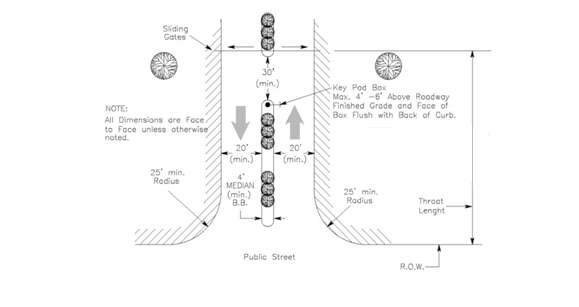 Sliding
Gates
30'
(min.)
Key Pad Box
Max. 4' -6" Above Roadway
Finished Grade and Face of
Box Flush with Back of Curb.
NOTE:
All Dimensions are Face
to Face unless otherwise
noted.
20'
(min.)
20'
(min.)
25' min.
Radius
4'
MEDIAN
(min.)
B.B.
25' min.
Radius
Throat
Lenght
Public Street
R.O.W.